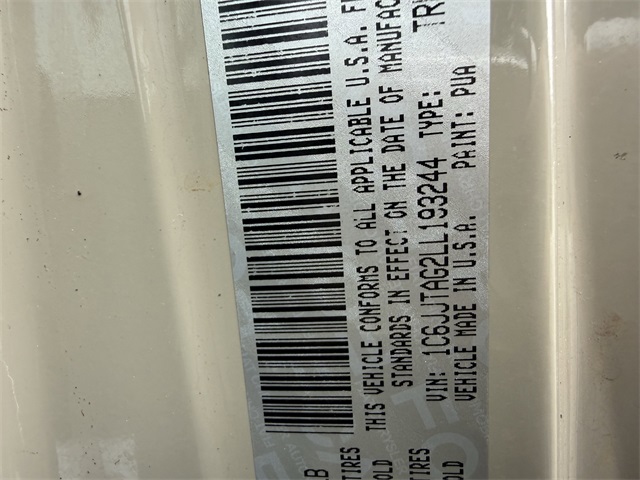 THIS VEHICLE CONFORMS TO ALL APPLICABLE U.S.A. F
STANDARDS IN EFFECT ON THE DATE OF MANUFAC
VIN: 1C6JJTAG2LL193244 TYPE: TR
VEHICLE MADE IN U.S.A. PAINT: PUA
AB
TIRES
OLD
TIRES
OLD